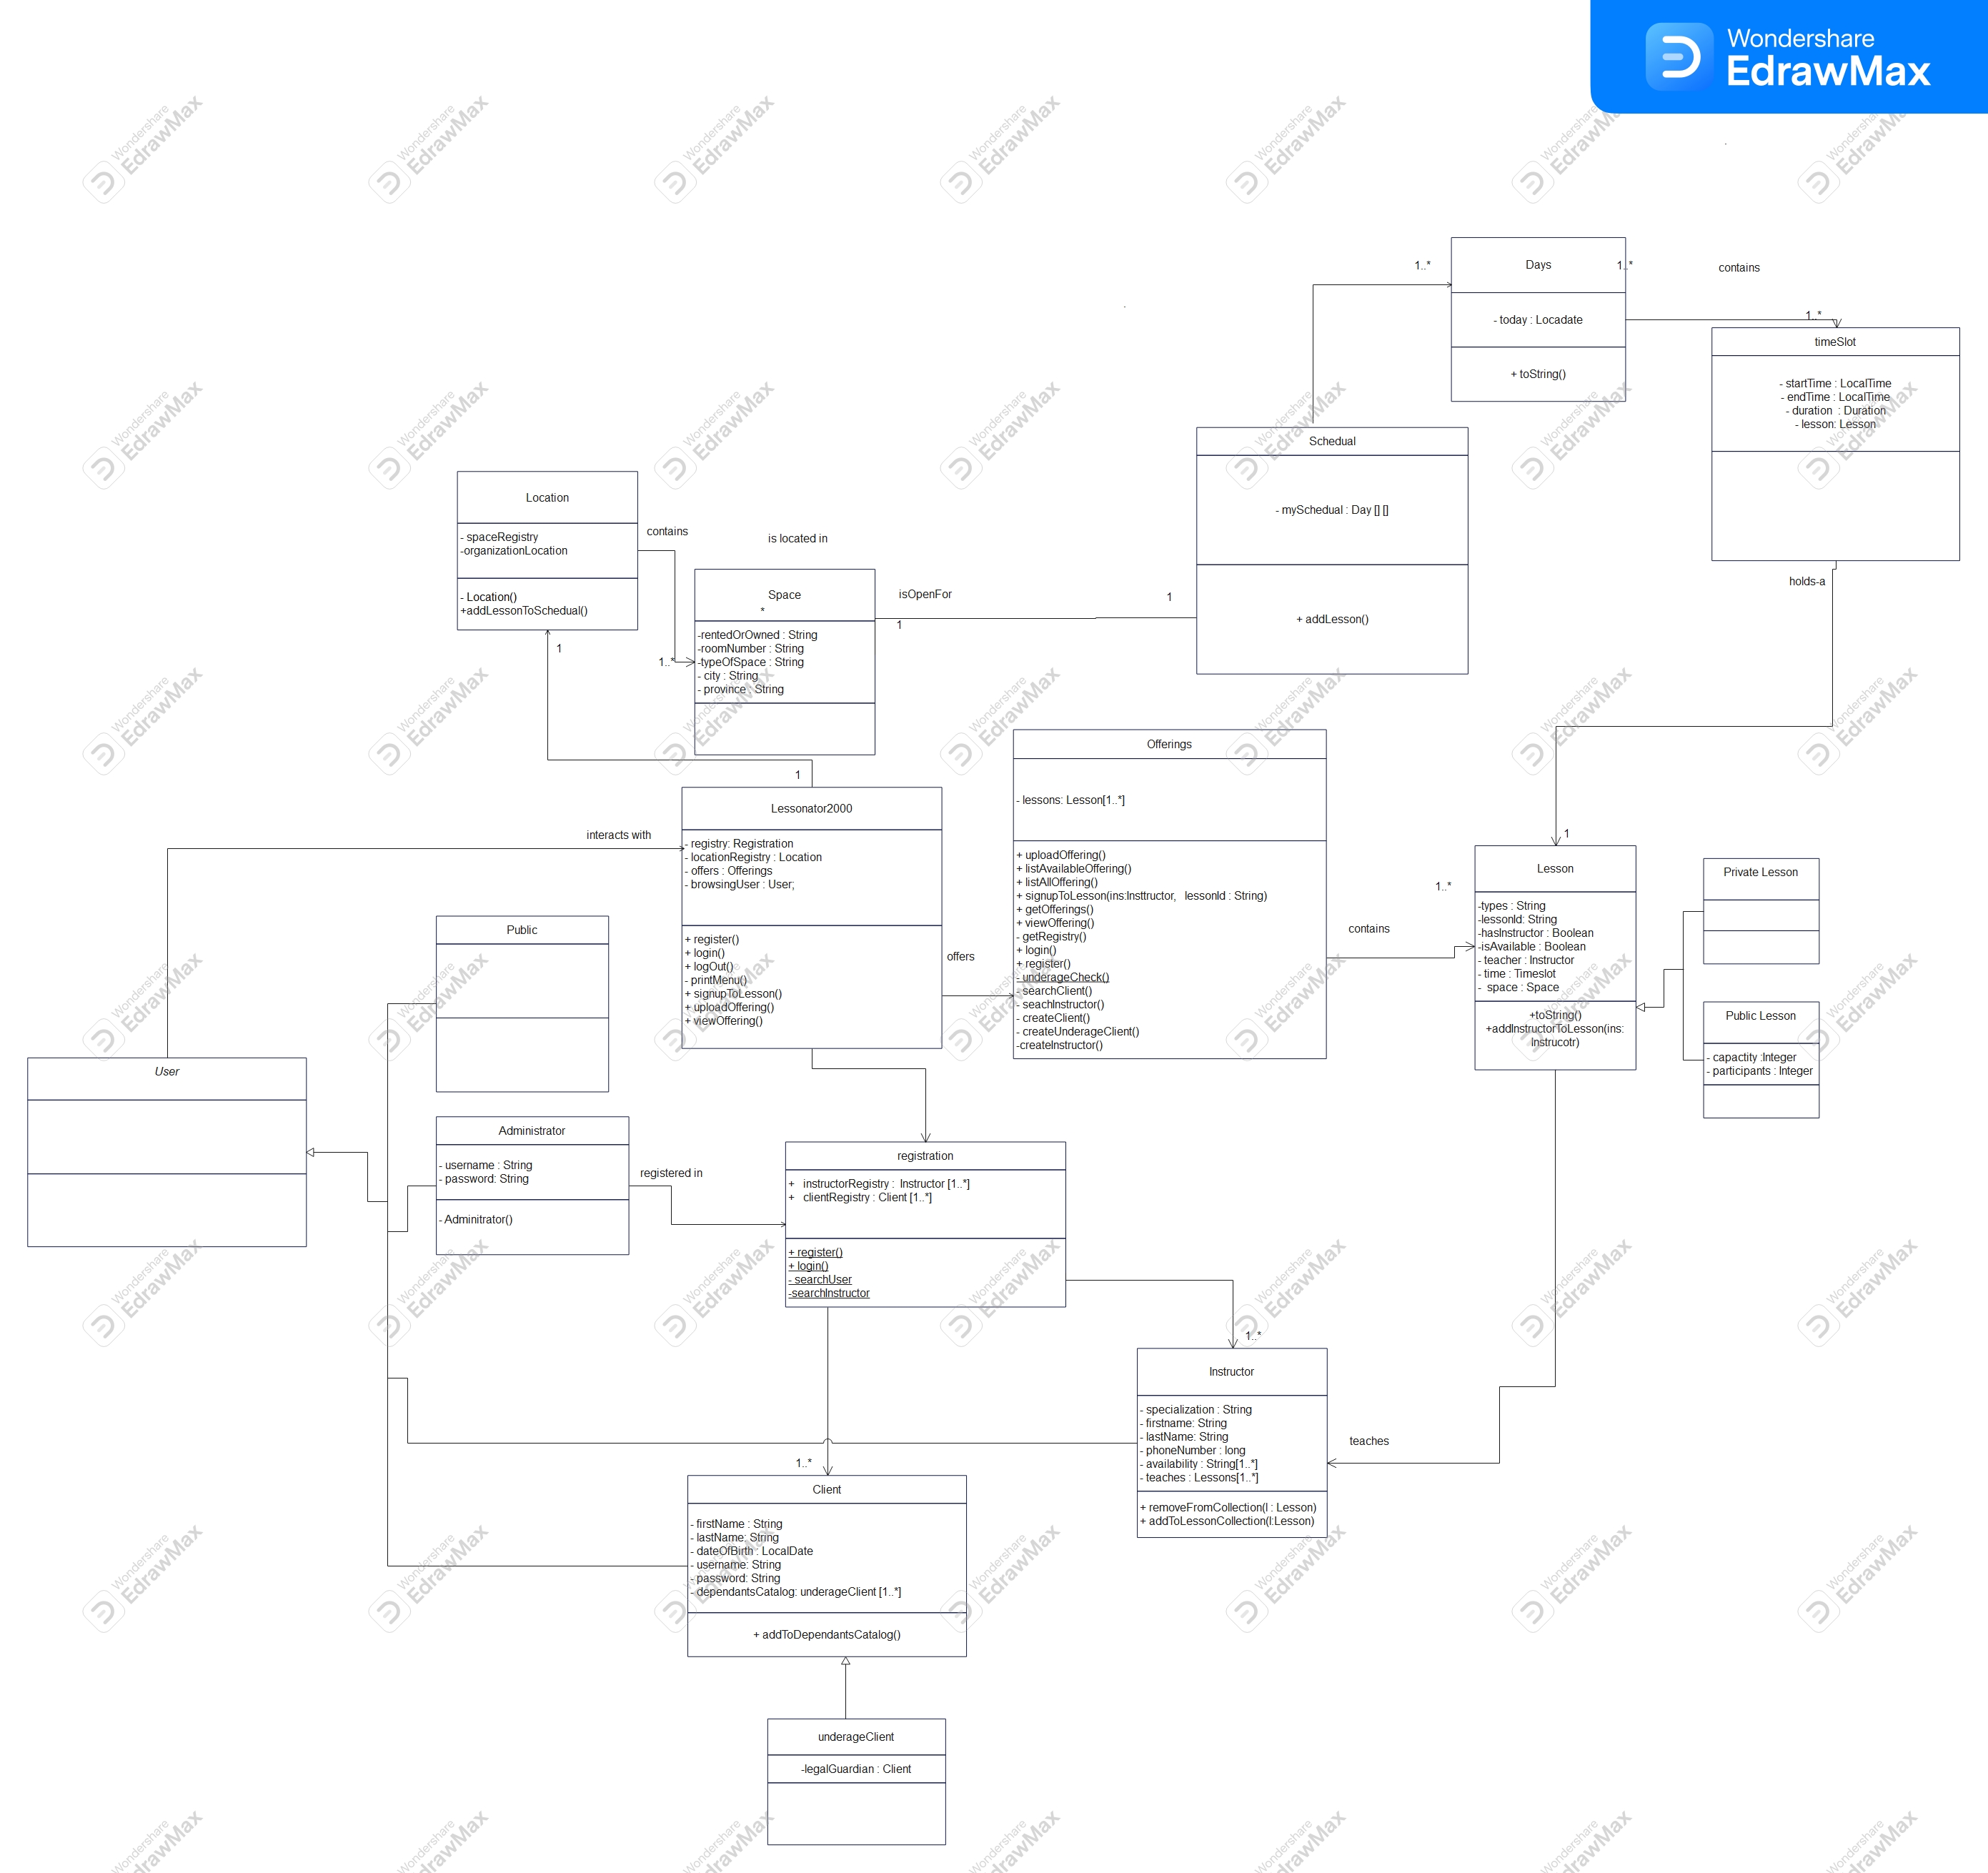 Wondershare
EdrawMax
Days
- today : Locadate
+ toString()
1..*
1..*
contains
1..*
timeSlot
- startTime : LocalTime
- endTime : LocalTime
- duration  : Duration
- lesson: Lesson
holds-a
Schedual
- mySchedual : Day [] []
+ addLesson()
Location
- spaceRegistry
-organizationLocation
- Location()
+addLessonToSchedual()
contains
is located in
1..*
1
Space
*
-rentedOrOwned : String
-roomNumber : String
-typeOfSpace : String
- city : String
- province : String
isOpenFor
1
1
1
Lessonator2000
- registry: Registration
- locationRegistry : Location
- offers : Offerings
- browsingUser : User;
+ register()
+ login()
+ logOut()
- printMenu()
+ signupToLesson()
+ uploadOffering()
+ viewOffering()
interacts with
offers
Offerings
- lessons: Lesson[1..*]
+ uploadOffering()
+ listAvailableOffering()
+ listAllOffering()
+ signupToLesson(ins:Insttructor,   lessonId : String)
+ getOfferings()
+ viewOffering()
- getRegistry()
+ login()
+ register()
- underageCheck()
- searchClient()
- seachInstructor()
- createClient()
- createUnderageClient()
-createInstructor()
contains
1..*
1
Lesson
-types : String
-lessonId: String
-hasInstructor : Boolean
-isAvailable : Boolean
- teacher : Instructor
- time : Timeslot
-  space : Space
+toString()
+addInstructorToLesson(ins:
Instrucotr)
Private Lesson
Public Lesson
- capactity :Integer
- participants : Integer
Public
User
Administrator
- username : String
- password: String
- Adminitrator()
registered in
registration
+   instructorRegistry :  Instructor [1..*]
+   clientRegistry : Client [1..*]
+ register()
+ login()
- searchUser
-searchInstructor
1..*
Instructor
- specialization : String
- firstname: String
- lastName: String
- phoneNumber : long
- availability : String[1..*]
- teaches : Lessons[1..*]
+ removeFromCollection(l : Lesson)
+ addToLessonCollection(l:Lesson)
teaches
1..*
Client
- firstName : String
- lastName: String
- dateOfBirth : LocalDate
- username: String
- password: String
- dependantsCatalog: underageClient [1..*]
+ addToDependantsCatalog()
underageClient
-legalGuardian : Client